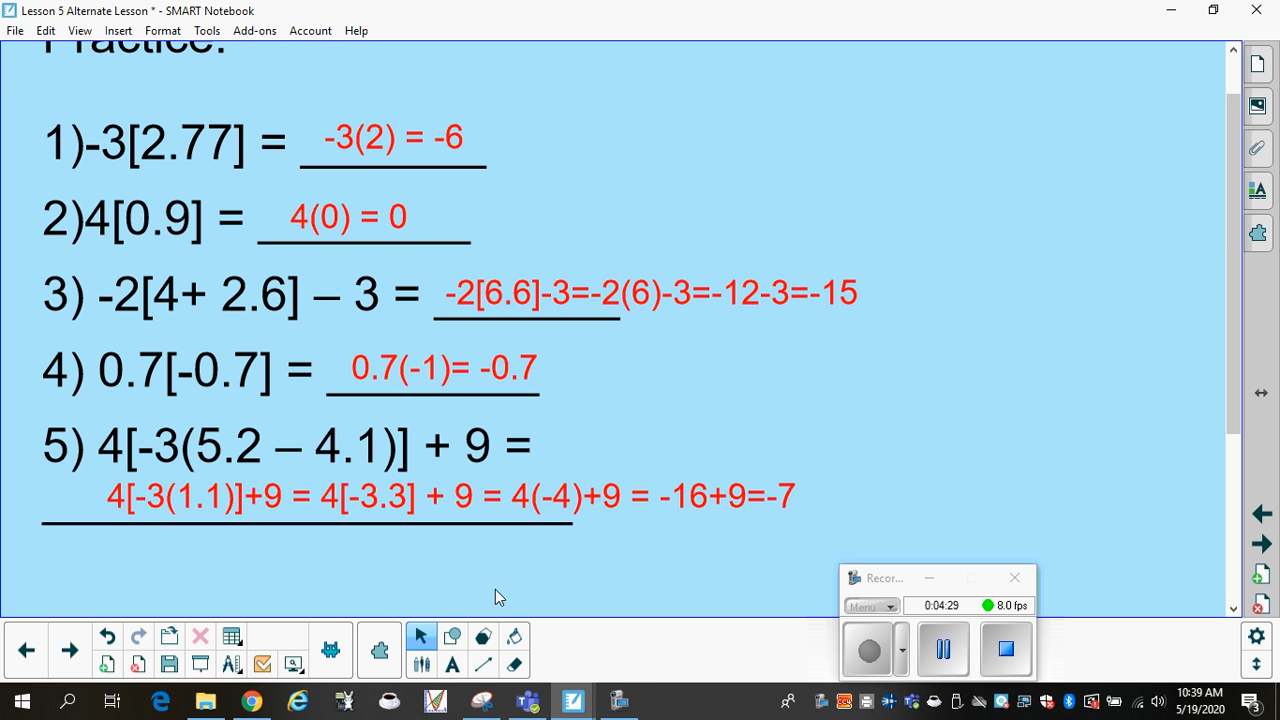 Lesson 5 Alternate Lesson * - SMART Notebook
File Edit View Insert Format Tools Add-ons Account Help
Practice:
1)-3[2.77] = -3(2) = -6
2)4[0.9] = 4(0) = 0
3) -2[4+ 2.6] – 3 = -2[6.6]-3=-2(6)-3=-12-3=-15
4) 0.7[-0.7] = 0.7(-1)= -0.7
5) 4[-3(5.2 – 4.1)] + 9 =
4[-3(1.1)]+9 = 4[-3.3] + 9 = 4(-4)+9 = -16+9=-7
Recor...
Menu 0:04:29 8.0 fps
10:39 AM
5/19/2020